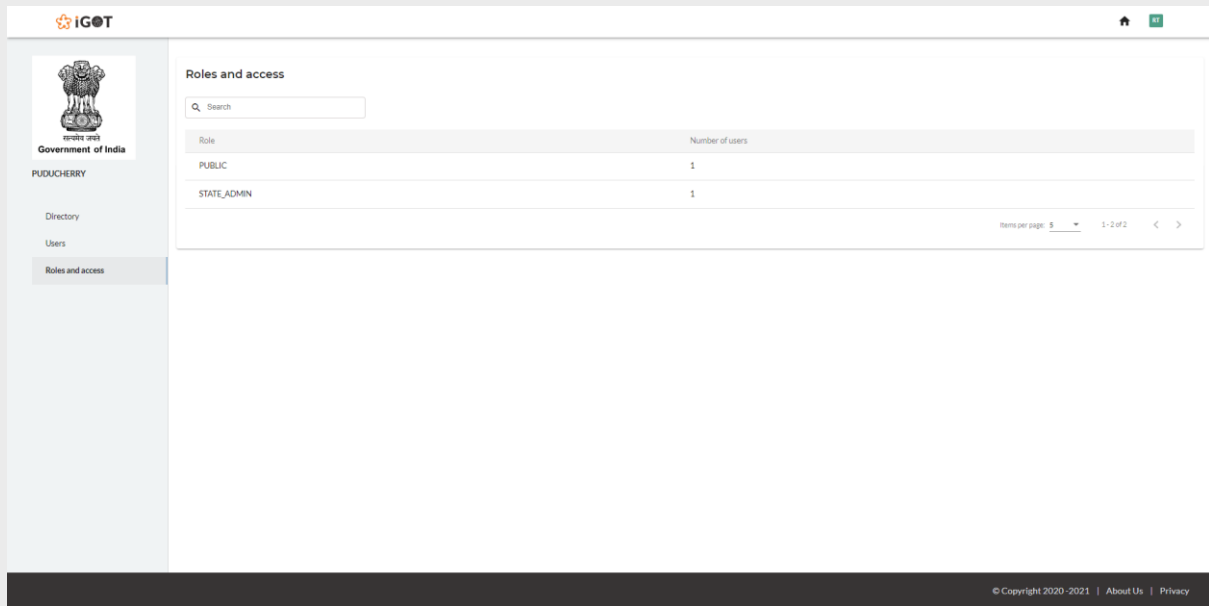 iGOT
RT
सत्यमेव जयते
Government of India
PUDUCHERRY
Directory
Users
Roles and access
Roles and access
Search
Role Number of users
PUBLIC 1
STATE_ADMIN 1
Items per page: 5 1 - 2 of 2
© Copyright 2020 -2021 | About Us | Privacy